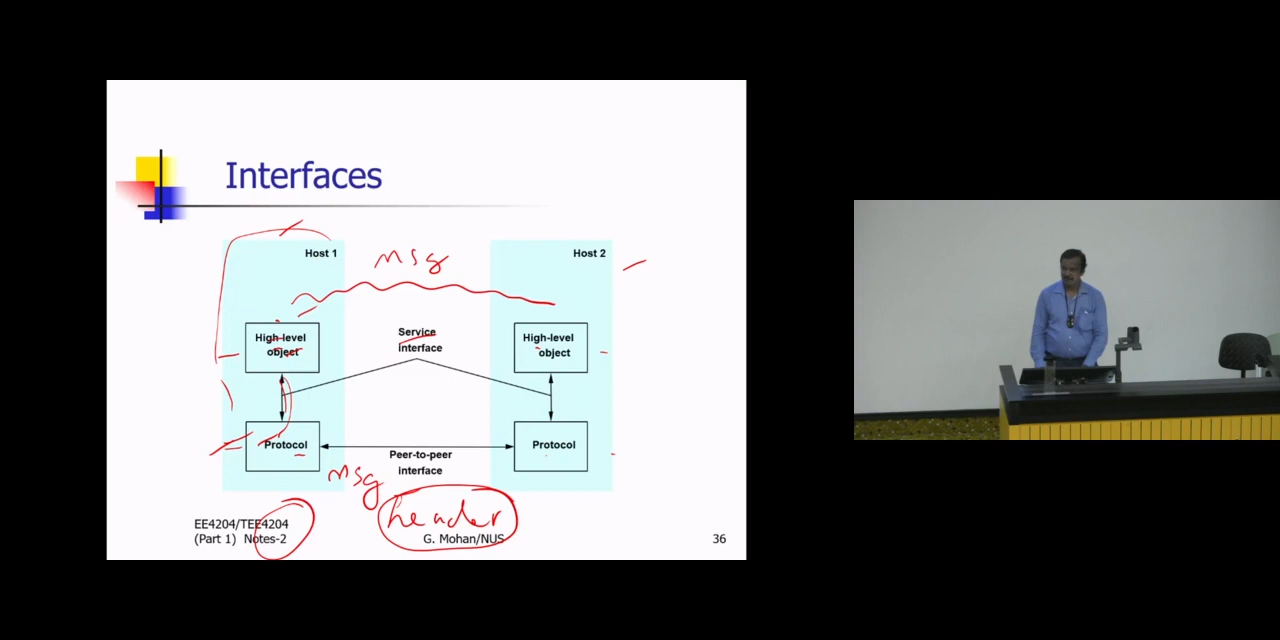 Interfaces
Host 1
msg
Host 2
High-level
object
Service
interface
High-level
object
Protocol
Peer-to-peer
interface
Protocol
msg
header
EE4204/TEE4204
(Part 1) Notes-2
G. Mohan/NUS
36